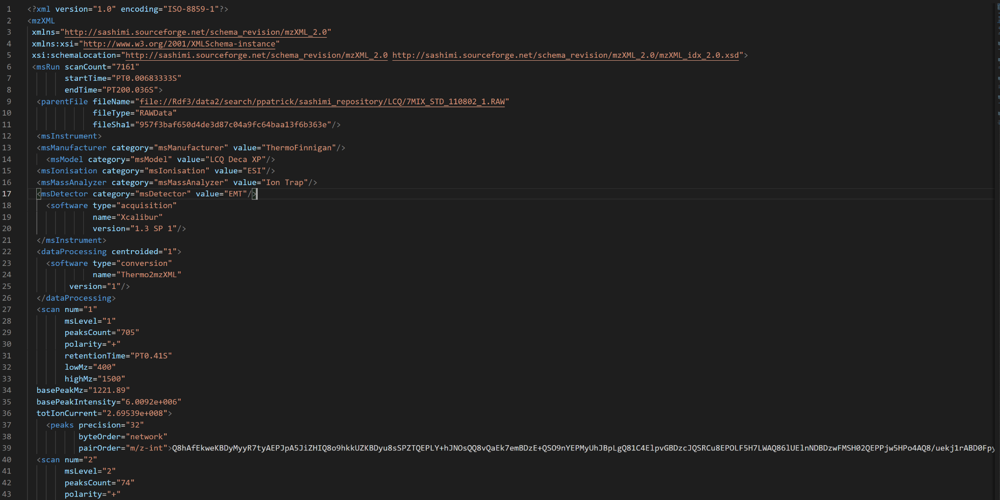 1 <?xml version="1.0" encoding="ISO-8859-1"?>
2 <mzXML
3 xmlns="http://sashimi.sourceforge.net/schema_revision/mzXML_2.0"
4 xmlns:xsi="http://www.w3.org/2001/XMLSchema-instance"
5 xsi:schemaLocation="http://sashimi.sourceforge.net/schema_revision/mzXML_2.0 http://sashimi.sourceforge.net/schema_revision/mzXML_2.0/mzXML_idx_2.0.xsd">
6 <msRun scanCount="7161"
7 startTime="PT0.00683333S"
8 endTime="PT200.036S">
9 <parentFile fileName="file://Rdf3/data2/search/ppatrick/sashimi_repository/LCQ/7MIX_STD_110802_1.RAW"
10 fileType="RAWData"
11 fileSha1="957f3baf650d4de3d87c04a9fc64baa13f6b363e"/>
12 <msInstrument>
13 <msManufacturer category="msManufacturer" value="ThermoFinnigan"/>
14 <msModel category="msModel" value="LCQ Deca XP"/>
15 <msIonisation category="msIonisation" value="ESI"/>
16 <msMassAnalyzer category="msMassAnalyzer" value="Ion Trap"/>
17 <msDetector category="msDetector" value="EMT"/>
18 <software type="acquisition"
19 name="Xcalibur"
20 version="1.3 SP 1"/>
21 </msInstrument>
22 <dataProcessing centroided="1">
23 <software type="conversion"
24 name="Thermo2mzXML"
25 version="1"/>
26 </dataProcessing>
27 <scan num="1"
28 msLevel="1"
29 peaksCount="705"
30 polarity="+"
31 retentionTime="PT0.41S"
32 lowMz="400"
33 highMz="1500"
34 basePeakMz="1221.89"
35 basePeakIntensity="6.0092e+006"
36 totIonCurrent="2.69539e+008">
37 <peaks precision="32"
38 byteOrder="network"
39 pairOrder="m/z-int">Q8hAfEkweKBDyMyyR7tyAEPJpA5JiZHIQ8o9hkkUZKBDyu8sSPZTQEPLY+hJNOsQQ8vQaEk7emBDzE+QSO9nYEPMyUhJBpLgQ81C4ElpvGBDzcJQSRCu8EPOLF5H7LWAQ86lUElnNDBDzwFMSH02QEPPjw5HPo4AQ8/uekj1rABD0Fpy
40 <scan num="2"
41 msLevel="2"
42 peaksCount="74"
43 polarity="+"